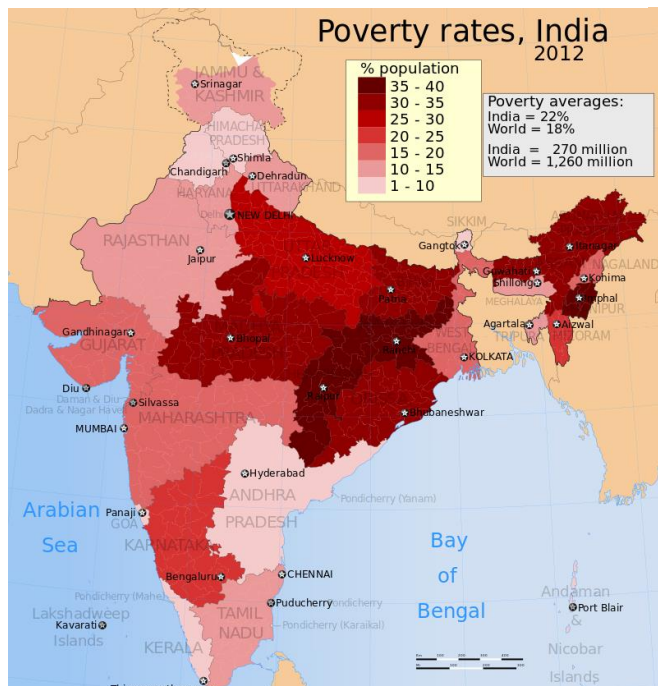 Poverty rates, India
2012
% population
35 - 40
30 - 35
25 - 30
20 - 25
15 - 20
10 - 15
1 - 10
Poverty averages:
India = 22%
World = 18%
India = 270 million
World = 1,260 million
JAMMU &
Srinagar
KASHMIR
HIMACHAL
PRADESH
Shimla
Chandigarh
Dehradun
UTTARAKHAND
HARYANA
Delhi
NEW DELHI
RAJASTHAN
Jaipur
Lucknow
SIKKIM
Gangtok
Itanagar
NAGALAND
Guwahati
Kohima
Shillong
MEGHALAYA
Imphal
MANIPUR
Patna
Agartala
Aizwal
TRIPURA
MIZORAM
Gandhinagar
GUJARAT
Bhopal
Ranchi
WEST
BENGAL
KOLKATA
Diu
Daman & Diu
Dadra & Nagar Haveli
Silvassa
Raipur
Bhubaneshwar
MUMBAI
MAHARASHTRA
Hyderabad
ANDHRA
PRADESH
Pondicherry (Yanam)
Arabian
Sea
Panaji
GOA
KARNATAKA
Bay
of
Bengal
Bengaluru
CHENNAI
Pondicherry (Mahe)
Puducherry
Pondicherry
Pondicherry (Karaikal)
Lakshadweep
Kavarati
Islands
TAMIL
NADU
KERALA
Andaman
&
Port Blair
Nicobar
Islands